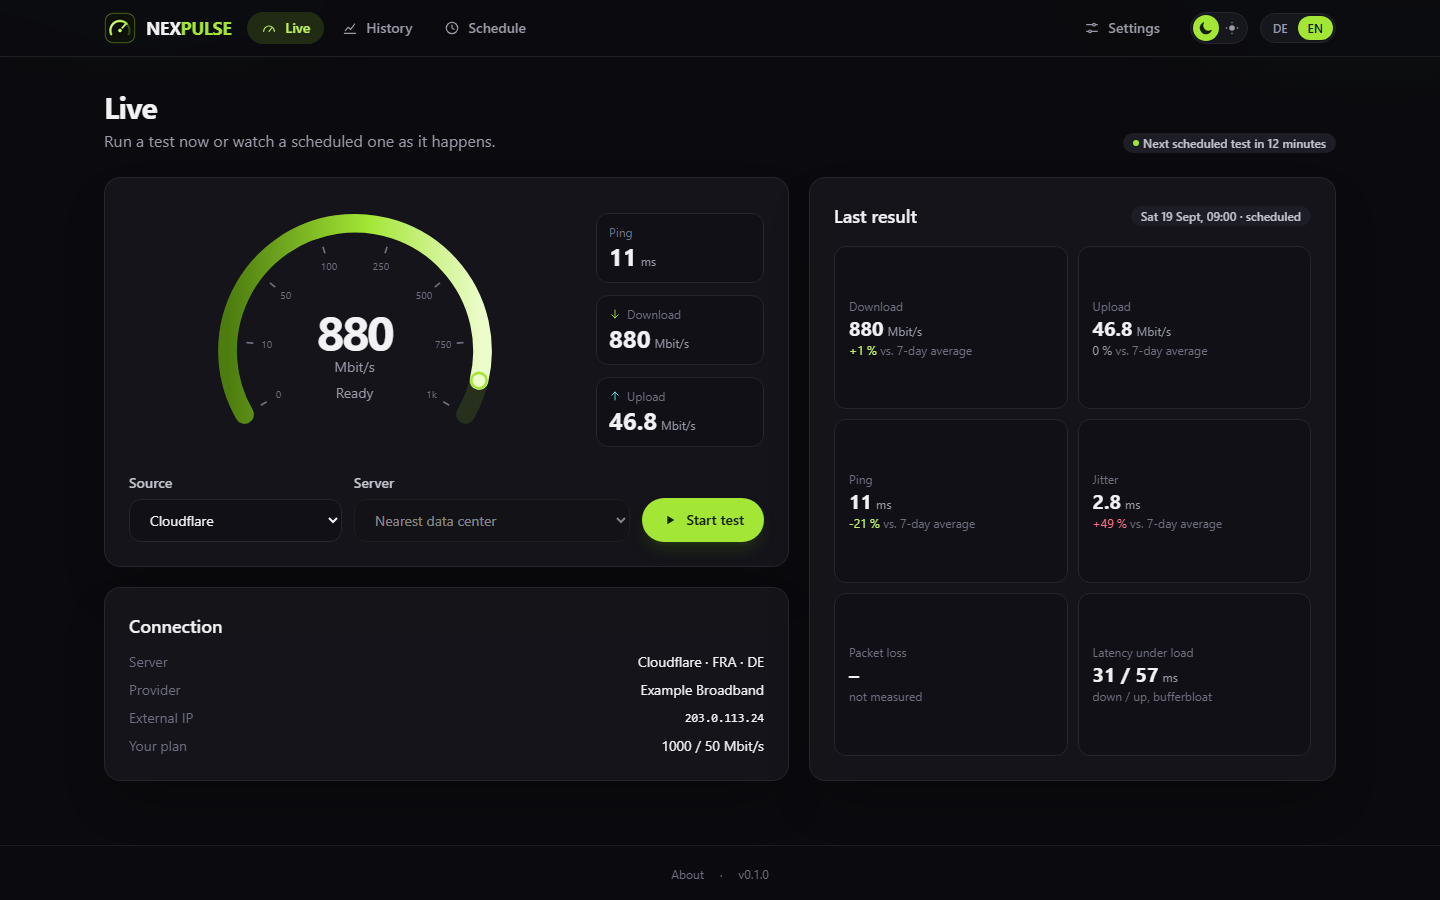 NEXPULSE
Live
History
Schedule
Settings
DE
EN
Live
Run a test now or watch a scheduled one as it happens.
Next scheduled test in 12 minutes
0
10
50
100
250
500
750
1k
880
Mbit/s
Ready
Ping
11 ms
Download
880 Mbit/s
Upload
46.8 Mbit/s
Source
Cloudflare
Server
Nearest data center
Start test
Connection
Server
Cloudflare · FRA · DE
Provider
Example Broadband
External IP
203.0.113.24
Your plan
1000 / 50 Mbit/s
Last result
Sat 19 Sept, 09:00 · scheduled
Download
880 Mbit/s
+1 % vs. 7-day average
Upload
46.8 Mbit/s
0 % vs. 7-day average
Ping
11 ms
-21 % vs. 7-day average
Jitter
2.8 ms
+49 % vs. 7-day average
Packet loss
–
not measured
Latency under load
31 / 57 ms
down / up, bufferbloat
About · v0.1.0